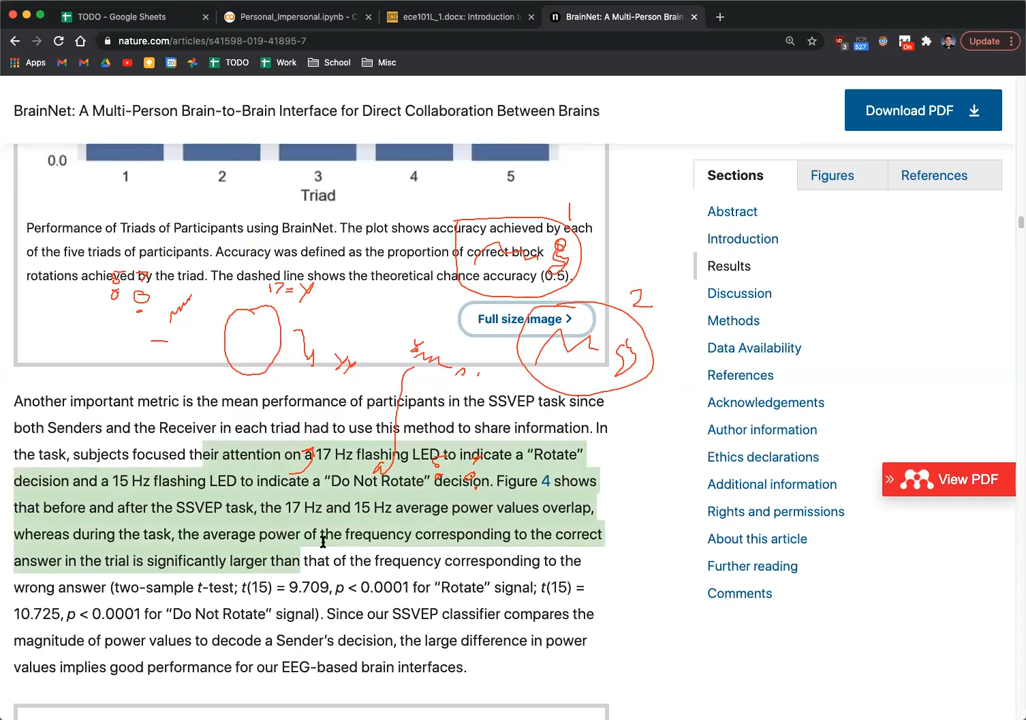 TODO - Google Sheets
Personal_Impersonal.ipynb - C
ece101L_1.docx: Introduction to
BrainNet: A Multi-Person Brain-
nature.com/articles/s41598-019-41895-7
3
527
On
Update
Apps
TODO
Work
School
Misc
BrainNet: A Multi-Person Brain-to-Brain Interface for Direct Collaboration Between Brains
Download PDF
0.0
1 2 3 4 5
Triad
Performance of Triads of Participants using BrainNet. The plot shows accuracy achieved by each
of the five triads of participants. Accuracy was defined as the proportion of correct block
rotations achieved by the triad. The dashed line shows the theoretical chance accuracy (0.5).
1
17= Y
2
Full size image
Another important metric is the mean performance of participants in the SSVEP task since
both Senders and the Receiver in each triad had to use this method to share information. In
the task, subjects focused their attention on a 17 Hz flashing LED to indicate a “Rotate”
decision and a 15 Hz flashing LED to indicate a “Do Not Rotate” decision. Figure 4 shows
that before and after the SSVEP task, the 17 Hz and 15 Hz average power values overlap,
whereas during the task, the average power of the frequency corresponding to the correct
answer in the trial is significantly larger than that of the frequency corresponding to the
wrong answer (two-sample t-test; t(15) = 9.709, p < 0.0001 for “Rotate” signal; t(15) =
10.725, p < 0.0001 for “Do Not Rotate” signal). Since our SSVEP classifier compares the
magnitude of power values to decode a Sender’s decision, the large difference in power
values implies good performance for our EEG-based brain interfaces.
Sections
Figures
References
Abstract
Introduction
Results
Discussion
Methods
Data Availability
References
Acknowledgements
Author information
Ethics declarations
Additional information
Rights and permissions
About this article
Further reading
Comments
View PDF